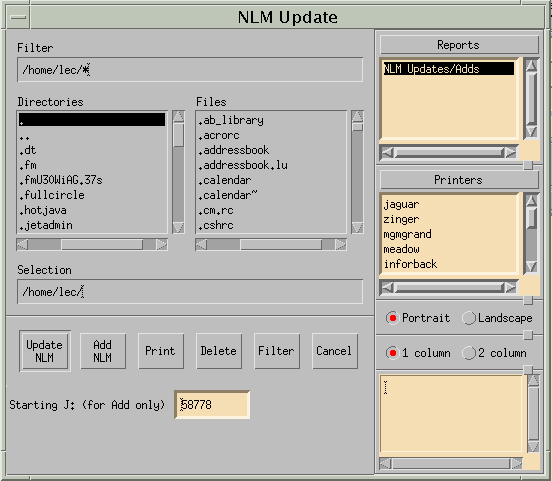 NLM Update
Filter
/home/lec/*
Directories
.
..
.dt
.fm
.fmU30WiAG.37s
.fullcircle
.hotjava
.jetadmin
Files
.ab_library
.acrorc
.addressbook
.addressbook.lu
.calendar
.calendar~
.cm.rc
.cshrc
Selection
/home/lec/
Update NLM
Add NLM
Print
Delete
Filter
Cancel
Starting J: (for Add only)
58778
Reports
NLM Updates/Adds
Printers
jaguar
zinger
mgmgrand
meadow
inforback
Portrait
Landscape
1 column
2 column